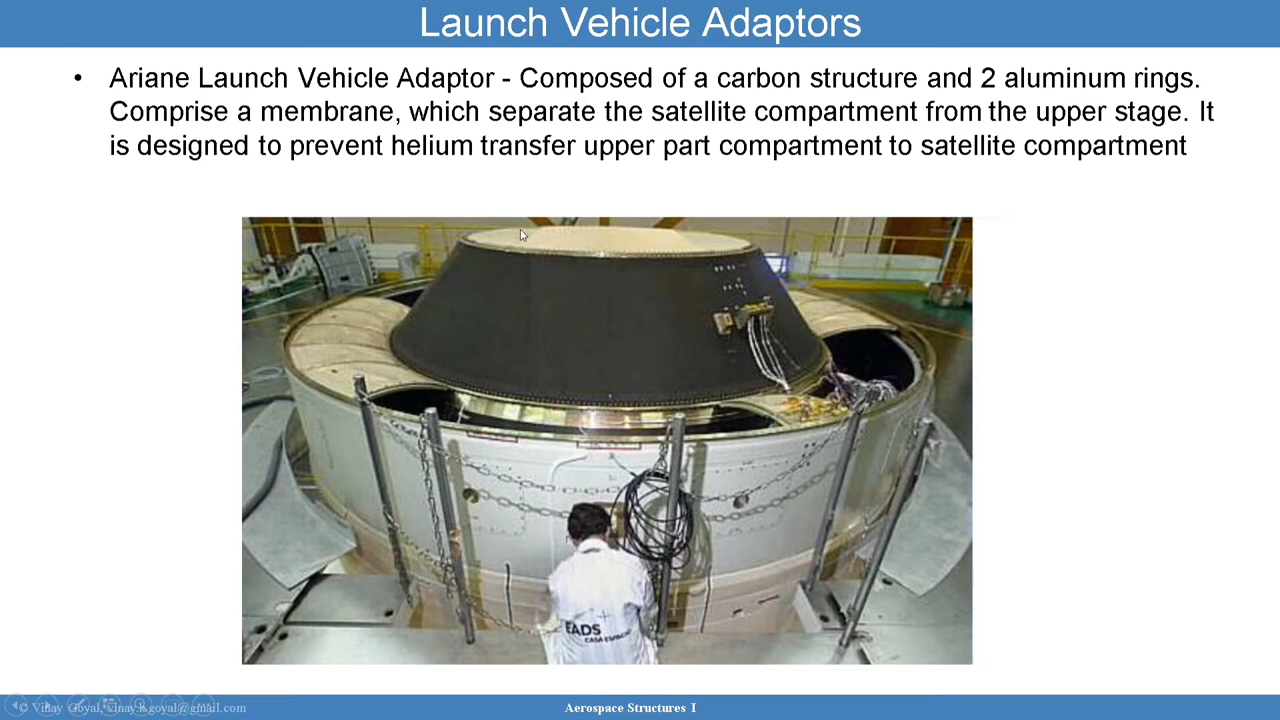 Launch Vehicle Adaptors
• Ariane Launch Vehicle Adaptor - Composed of a carbon structure and 2 aluminum rings.
Comprise a membrane, which separate the satellite compartment from the upper stage. It
is designed to prevent helium transfer upper part compartment to satellite compartment
EADS
CASA ESPACIO
© Vinay Goyal, vinay.k.goyal@gmail.com
Aerospace Structures I